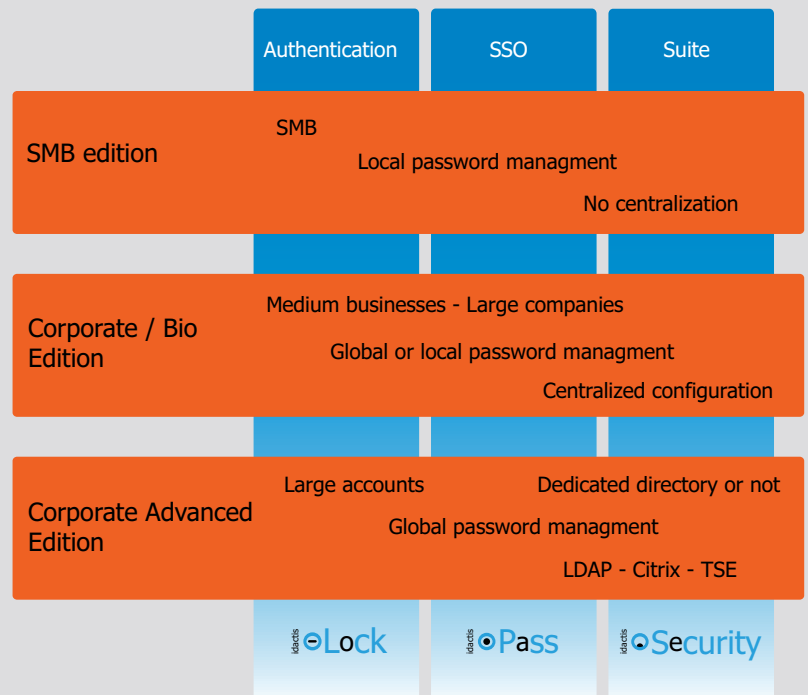 Authentication SSO Suite
SMB edition
SMB
Local password managment
No centralization
Corporate / Bio
Edition
Medium businesses - Large companies
Global or local password managment
Centralized configuration
Corporate Advanced
Edition
Large accounts
Dedicated directory or not
Global password managment
LDAP - Citrix - TSE
idactis Lock idactis Pass idactis Security